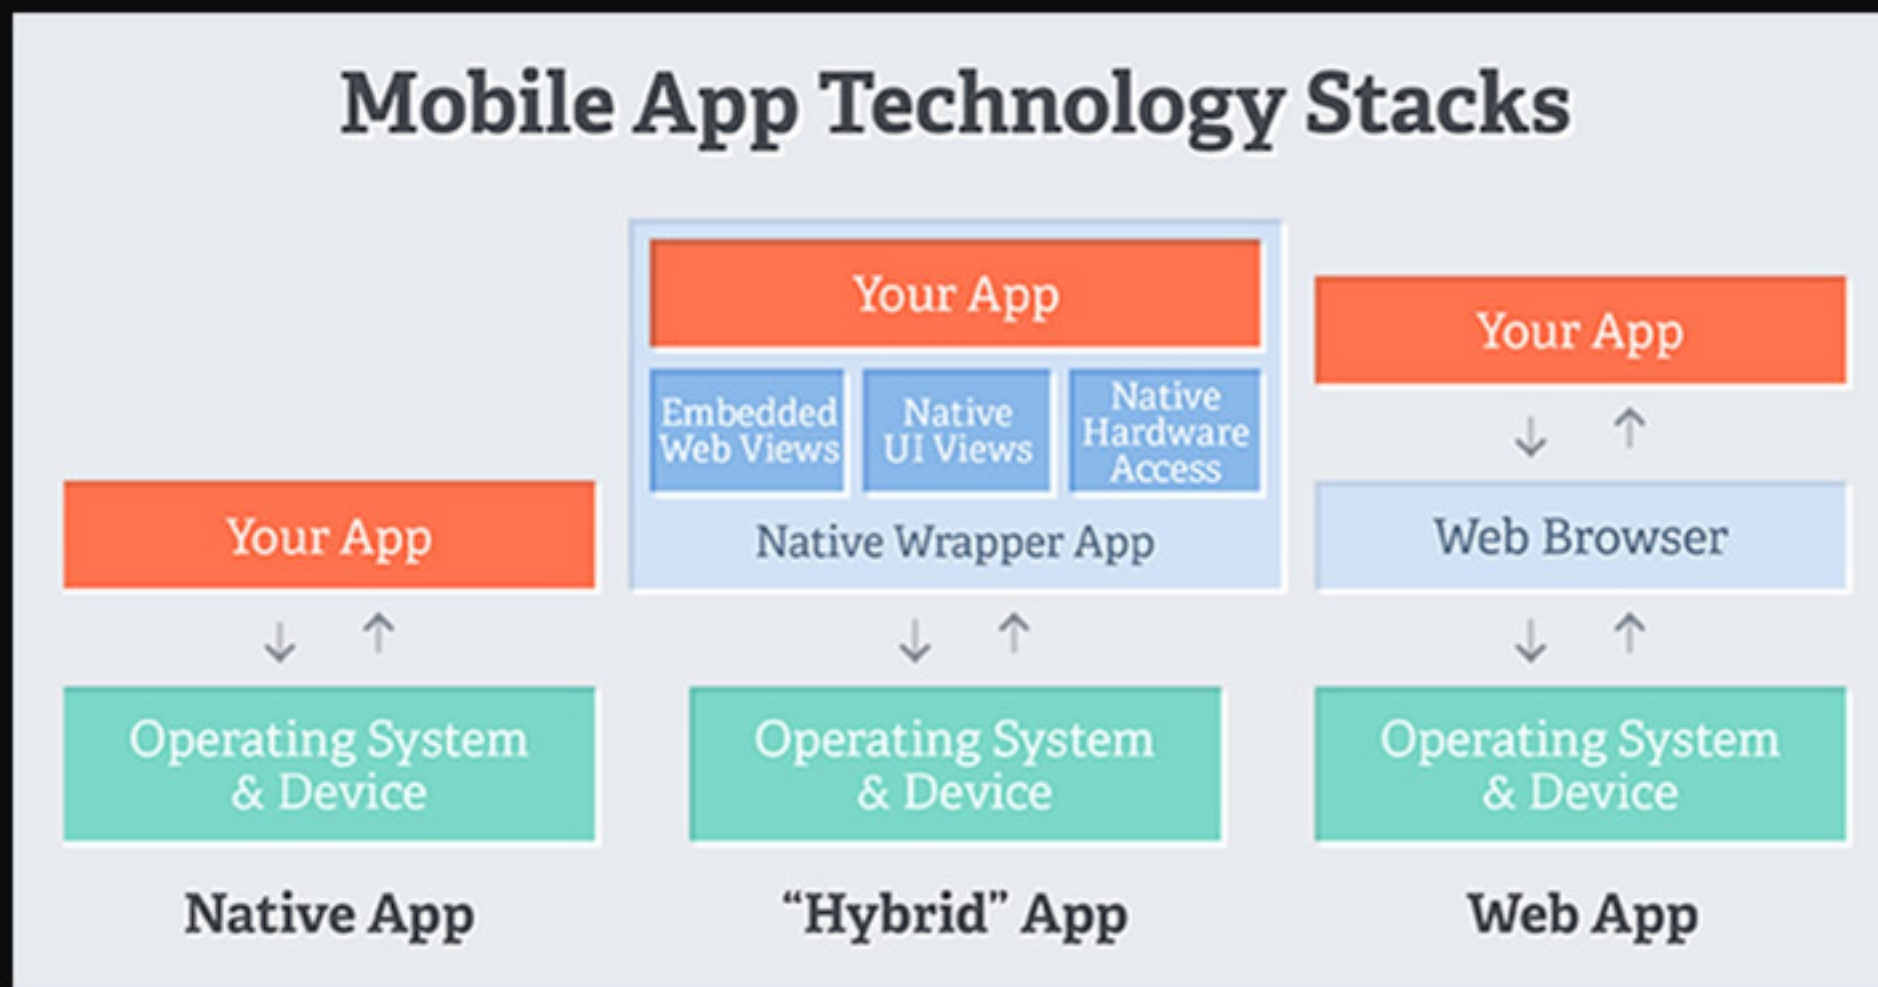 Mobile App Technology Stacks
Your App
Operating System
& Device
Native App
Your App
Embedded
Web Views
Native
UI Views
Native
Hardware
Access
Native Wrapper App
Operating System
& Device
“Hybrid” App
Your App
Web Browser
Operating System
& Device
Web App